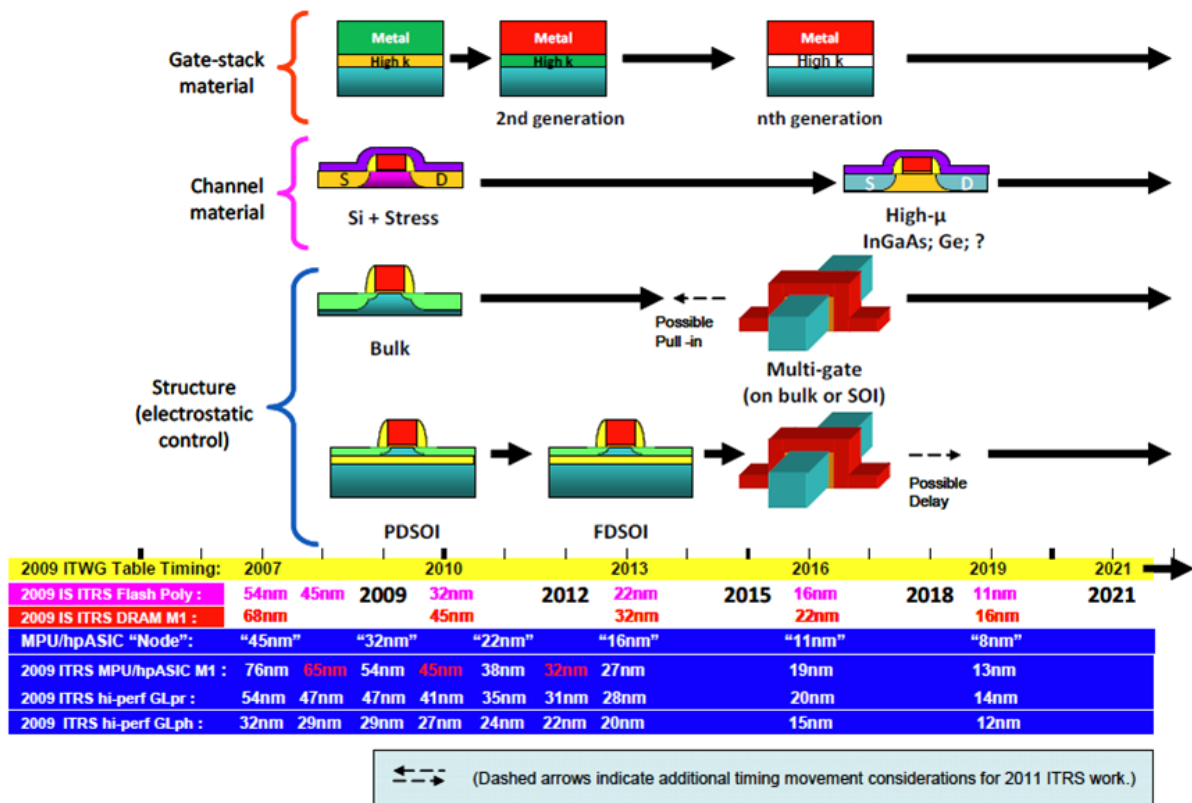 Gate-stack
material
Metal
High k
Metal
High k
2nd generation
Metal
High k
nth generation
Channel
material
S D
Si + Stress
S D
High-μ
InGaAs; Ge; ?
Structure
(electrostatic
control)
Bulk
Possible
Pull -in
Multi-gate
(on bulk or SOI)
PDSOI
FDSOI
Possible
Delay
2009 ITWG Table Timing: 2007 2010 2013 2016 2019 2021
2009 IS ITRS Flash Poly : 54nm 45nm 2009 32nm 2012 22nm 2015 16nm 2018 11nm 2021
2009 IS ITRS DRAM M1 : 68nm 45nm 32nm 22nm 16nm
MPU/hpASIC “Node”: “45nm” “32nm” “22nm” “16nm” “11nm” “8nm”
2009 ITRS MPU/hpASIC M1 : 76nm 65nm 54nm 45nm 38nm 32nm 27nm 19nm 13nm
2009 ITRS hi-perf GLpr : 54nm 47nm 47nm 41nm 35nm 31nm 28nm 20nm 14nm
2009 ITRS hi-perf GLph : 32nm 29nm 29nm 27nm 24nm 22nm 20nm 15nm 12nm
(Dashed arrows indicate additional timing movement considerations for 2011 ITRS work.)